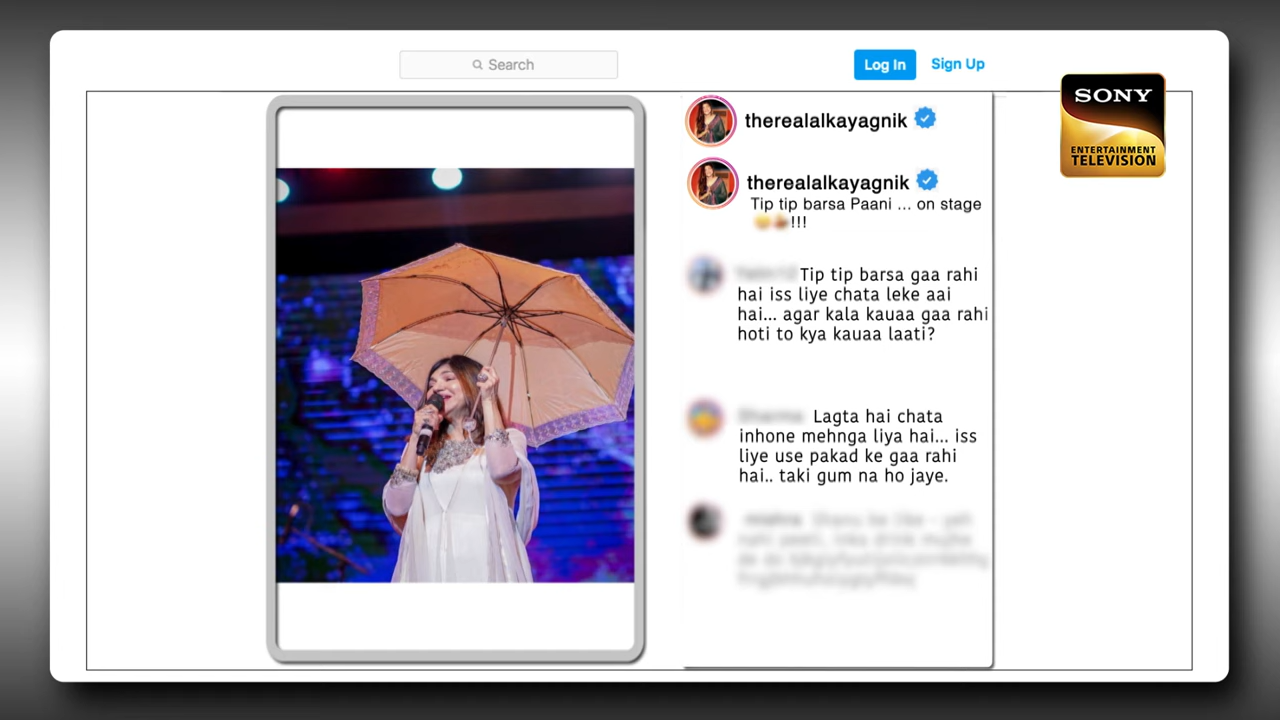 Search
Log In
Sign Up
SONY
ENTERTAINMENT
TELEVISION
therealalkayagnik
therealalkayagnik
Tip tip barsa Paani ... on stage
!!!
Tip tip barsa gaa rahi
hai iss liye chata leke aai
hai... agar kala kauaa gaa rahi
hoti to kya kauaa laati?
Lagta hai chata
inhone mehnga liya hai... iss
liye use pakad ke gaa rahi
hai.. taki gum na ho jaye.